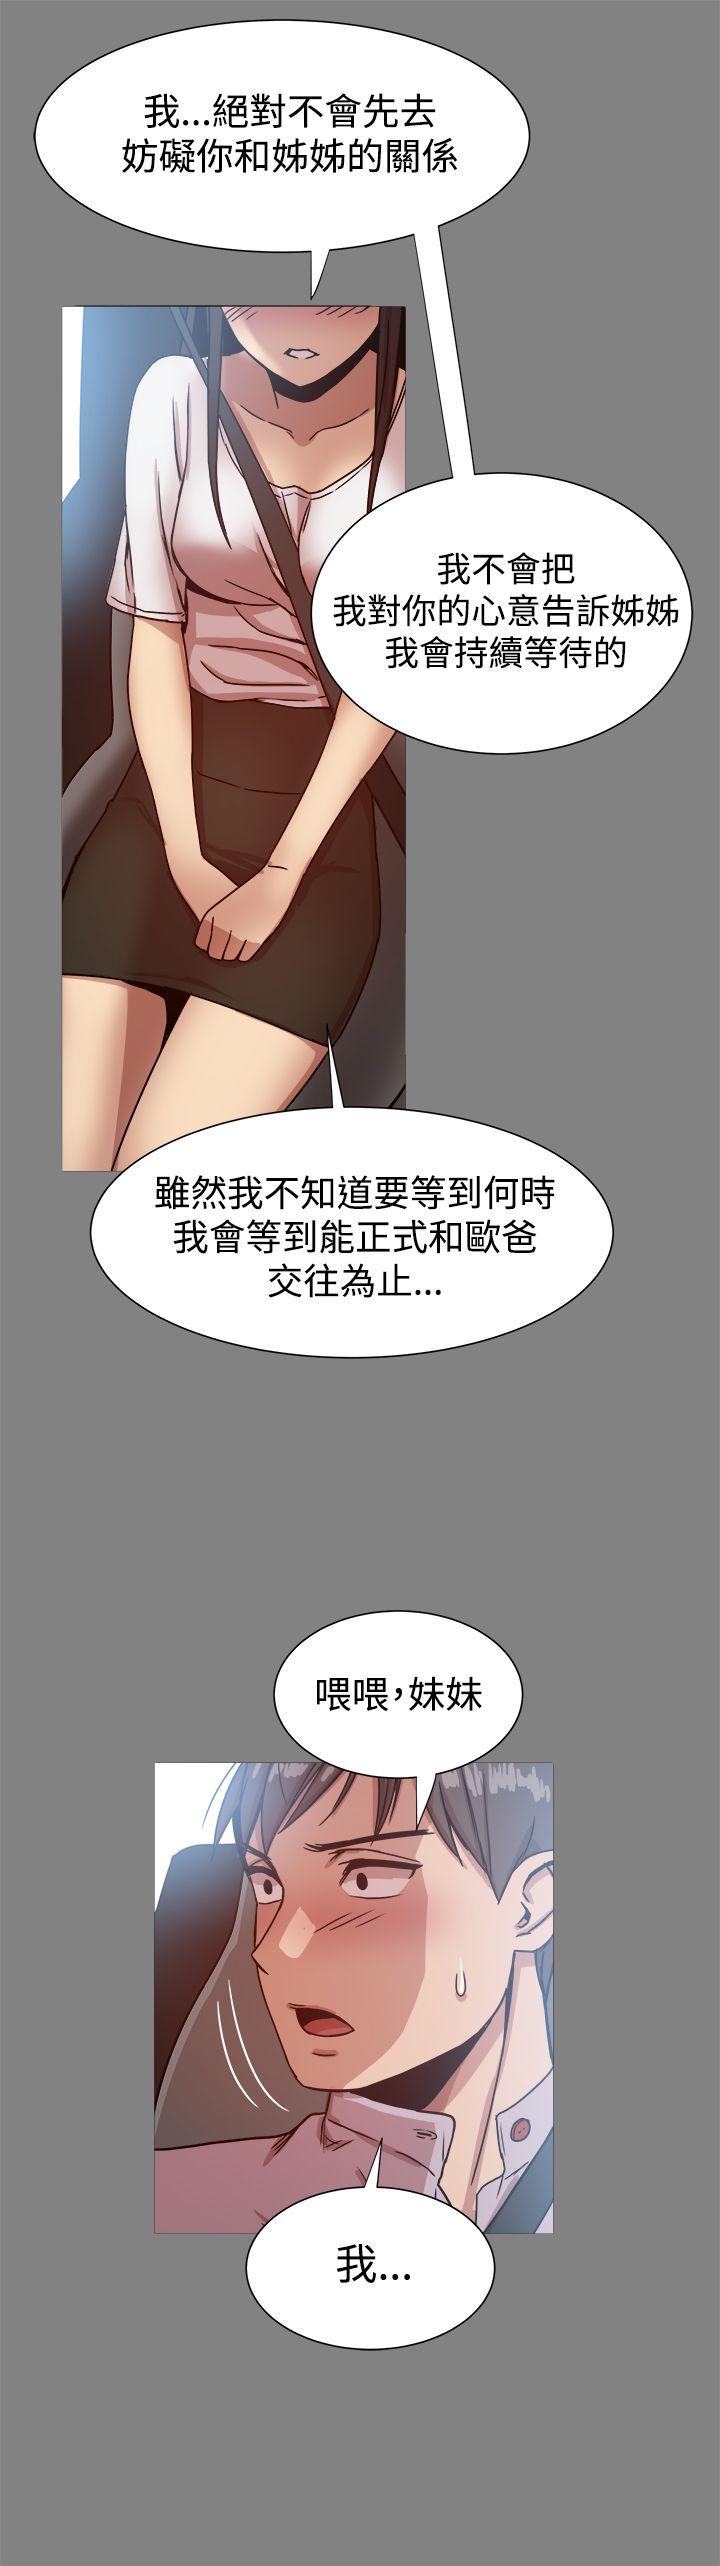 我...絕對不會先去
妨礙你和姊姊的關係
我不會把
我對你的心意告訴姊姊
我會持續等待的
雖然我不知道要等到何時
我會等到能正式和歐爸
交往為止...
喂喂,妹妹
我...